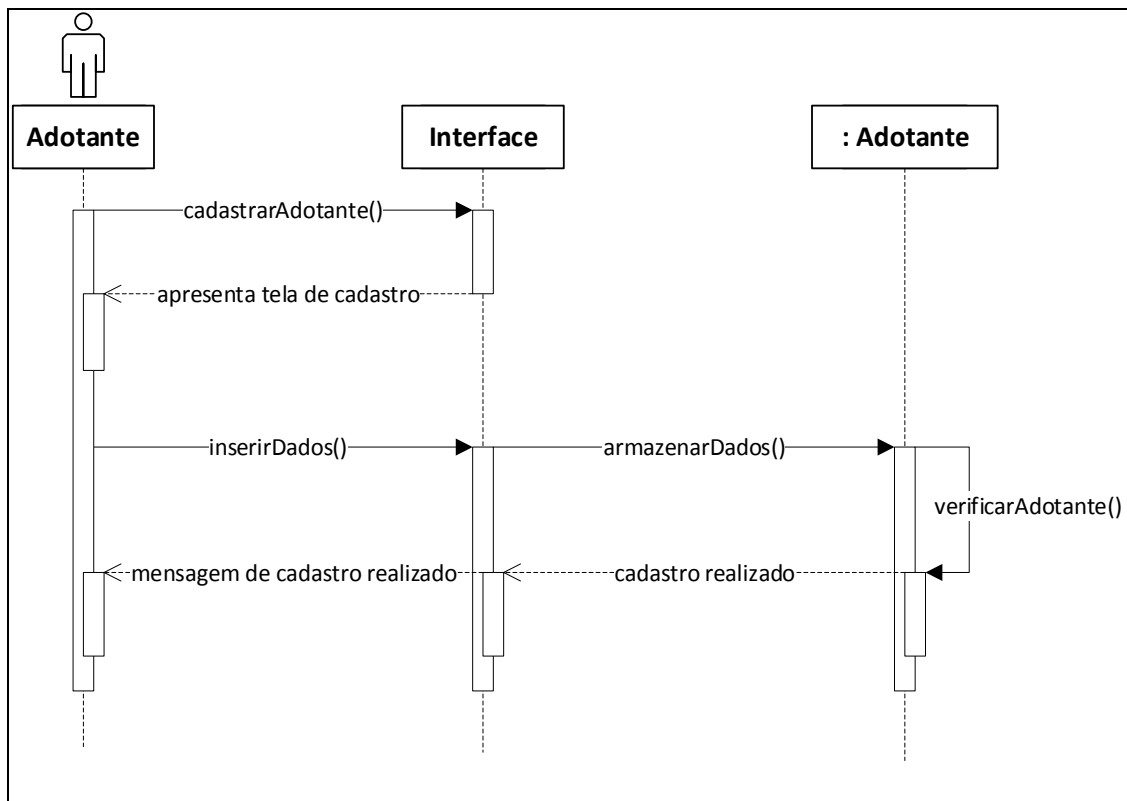 Adotante
Interface
: Adotante
cadastrarAdotante()
apresenta tela de cadastro
inserirDados()
armazenarDados()
verificarAdotante()
mensagem de cadastro realizado
cadastro realizado